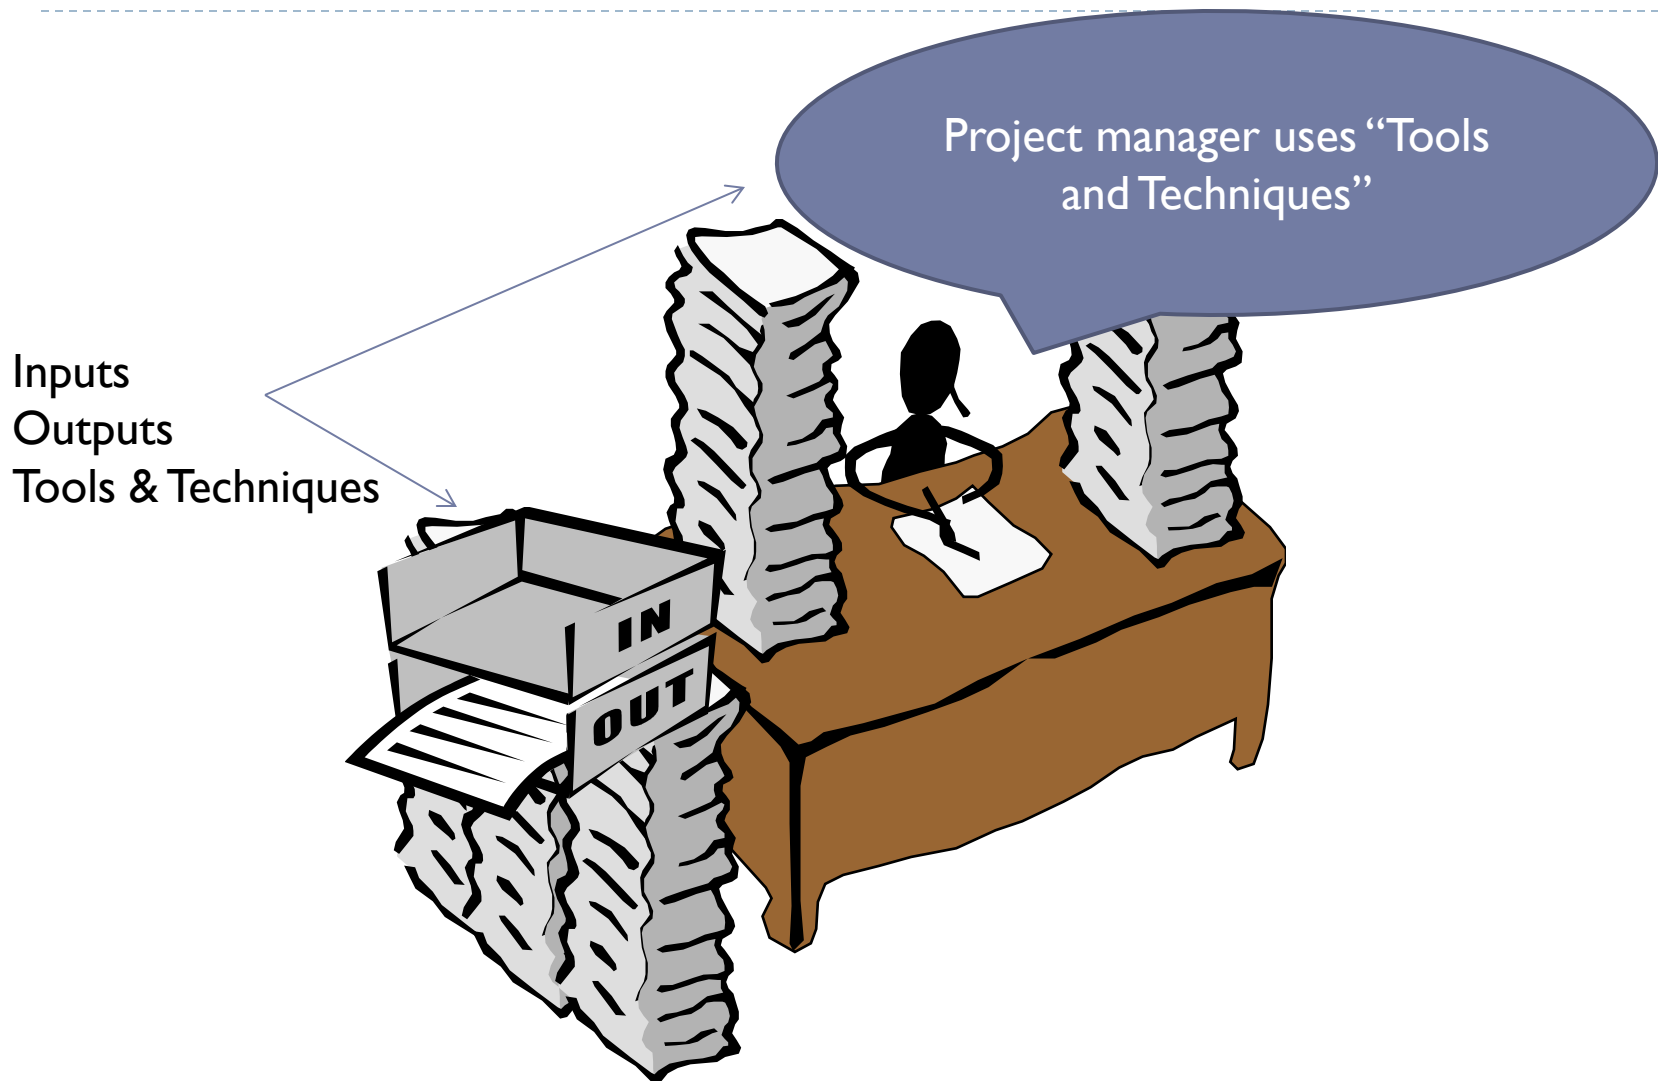 Project manager uses “Tools
and Techniques”
Inputs
Outputs
Tools & Techniques
IN
OUT